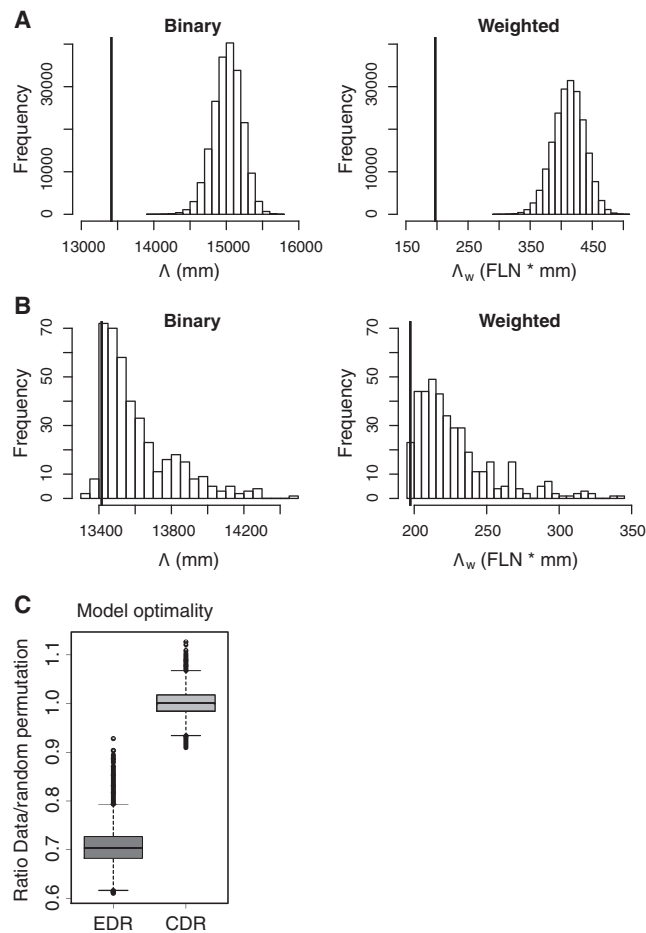 A
Binary
Weighted
Frequency
0
10000
30000
13000
14000
15000
16000
Λ (mm)
Frequency
0
10000
30000
150
250
350
450
Λw (FLN * mm)
B
Binary
Weighted
Frequency
0
10
30
50
70
13400
13800
14200
Λ (mm)
Frequency
0
10
30
50
70
200
250
300
350
Λw (FLN * mm)
C
Model optimality
Ratio Data/random permutation
0.6
0.7
0.8
0.9
1.0
1.1
EDR
CDR